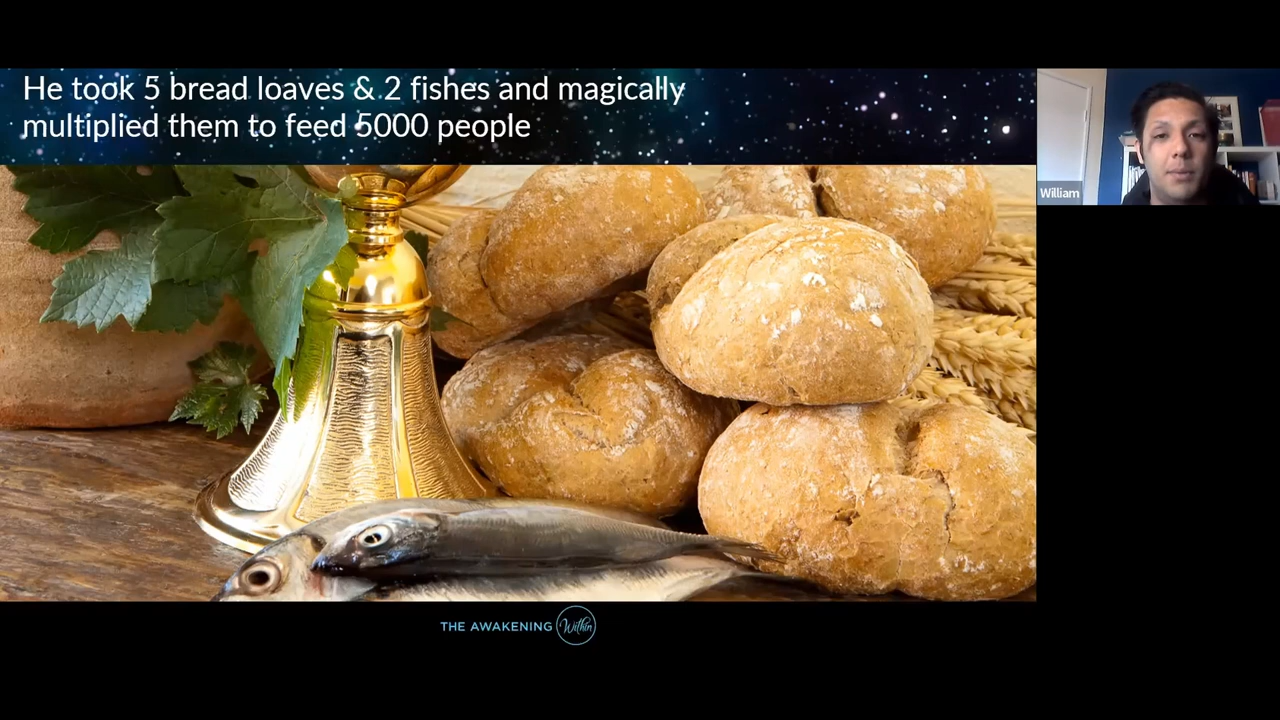 He took 5 bread loaves & 2 fishes and magically
multiplied them to feed 5000 people
William
THE AWAKENING Within